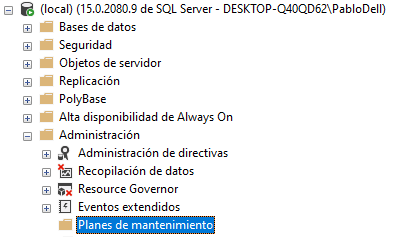 (local) (15.0.2080.9 de SQL Server - DESKTOP-Q40QD62\PabloDell)
Bases de datos
Seguridad
Objetos de servidor
Replicación
PolyBase
Alta disponibilidad de Always On
Administración
Administración de directivas
Recopilación de datos
Resource Governor
Eventos extendidos
Planes de mantenimiento